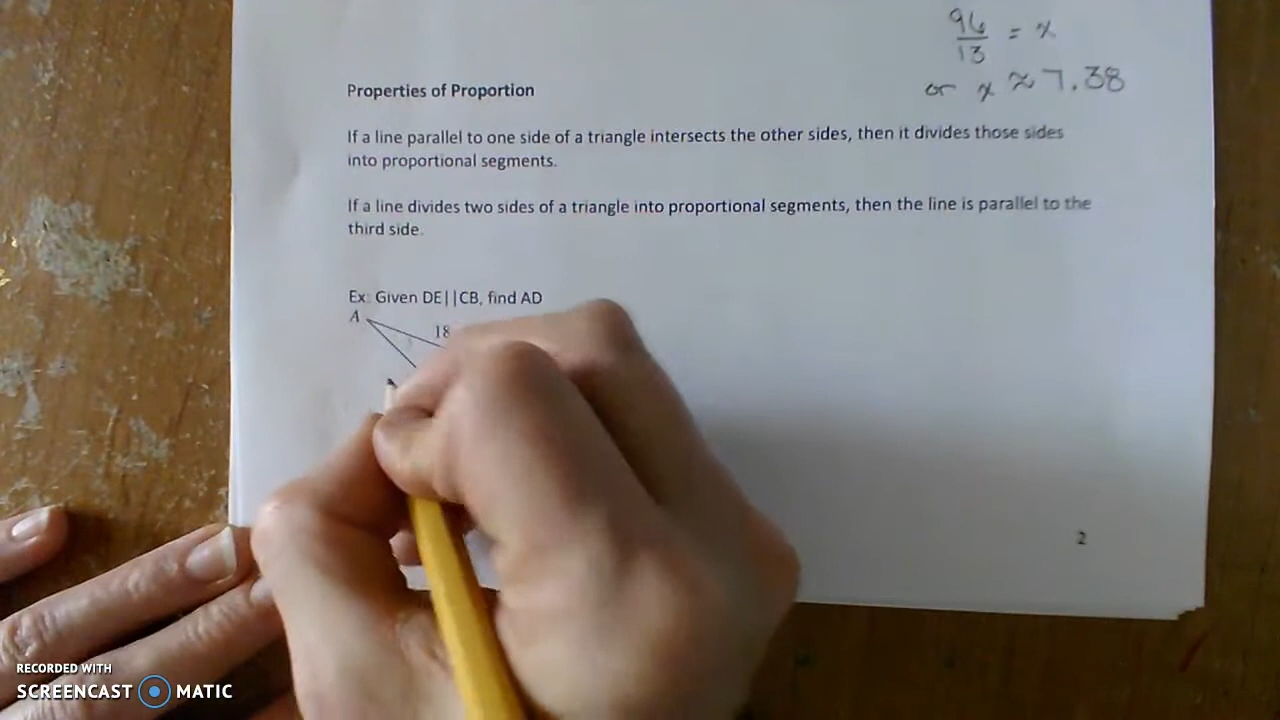 96
13 = x
or x ≈ 7.38
Properties of Proportion
If a line parallel to one side of a triangle intersects the other sides, then it divides those sides
into proportional segments.
If a line divides two sides of a triangle into proportional segments, then the line is parallel to the
third side.
Ex: Given DE||CB, find AD
A
18
2
RECORDED WITH
SCREENCAST MATIC